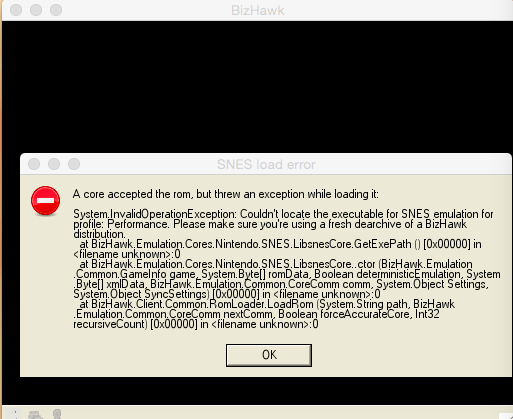 BizHawk
SNES load error
A core accepted the rom, but threw an exception while loading it:
System.InvalidOperationException: Couldn't locate the executable for SNES emulation for
profile: Performance. Please make sure you're using a fresh dearchive of a BizHawk
distribution.
at BizHawk.Emulation.Cores.Nintendo.SNES.LibsnesCore.GetExePath () [0x00000] in
<filename unknown>:0
at BizHawk.Emulation.Cores.Nintendo.SNES.LibsnesCore..ctor (BizHawk.Emulation
.Common.GameInfo game, System.Byte[] romData, Boolean deterministicEmulation, System
.Byte[] xmlData, BizHawk.Emulation.Common.CoreComm comm, System.Object Settings,
System.Object SyncSettings) [0x00000] in <filename unknown>:0
at BizHawk.Client.Common.RomLoader.LoadRom (System.String path, BizHawk
.Emulation.Common.CoreComm nextComm, Boolean forceAccurateCore, Int32
recursiveCount) [0x00000] in <filename unknown>:0
OK